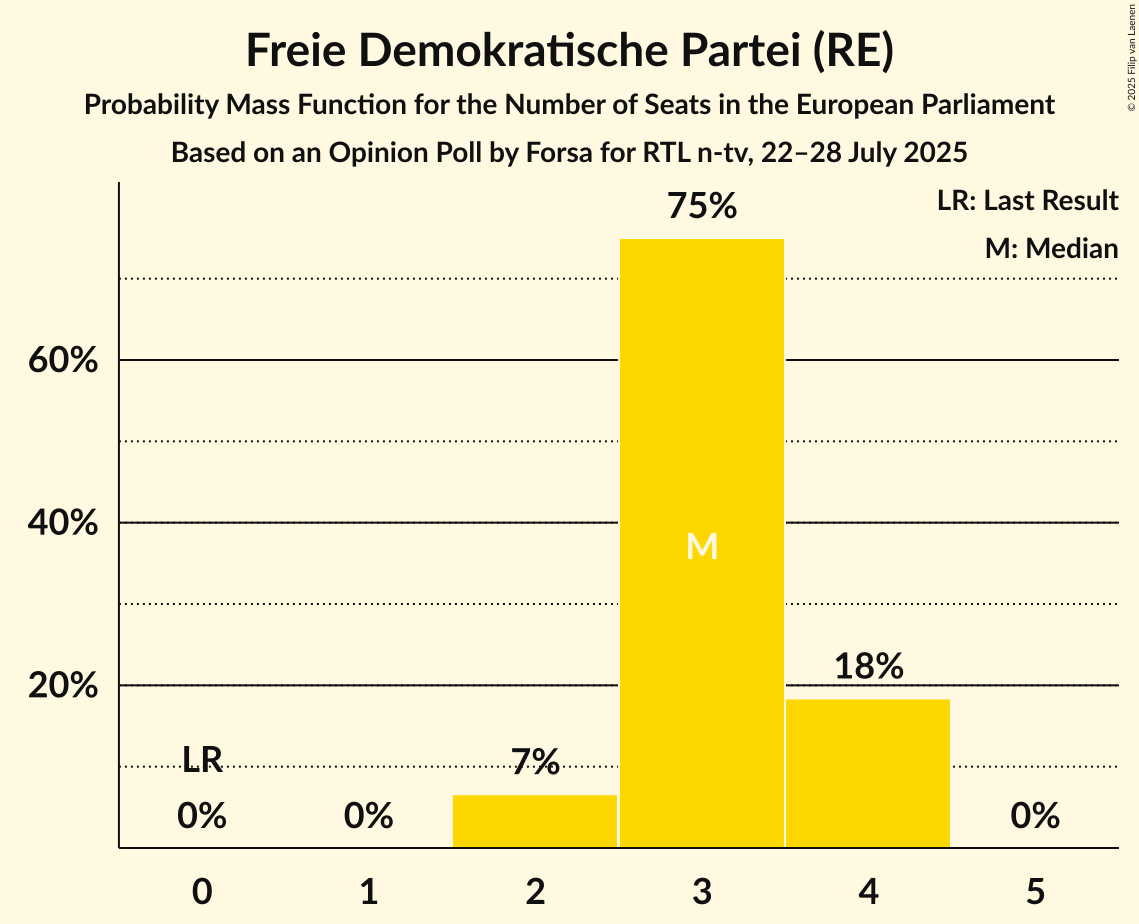 Freie Demokratische Partei (RE)
Probability Mass Function for the Number of Seats in the European Parliament
Based on an Opinion Poll by Forsa for RTL n-tv, 22–28 July 2025
© 2025 Filip van Laenen
LR: Last Result
M: Median
75%
60%
40%
M
18%
20%
LR
7%
0%
0%
0%
0
1
2
3
4
5